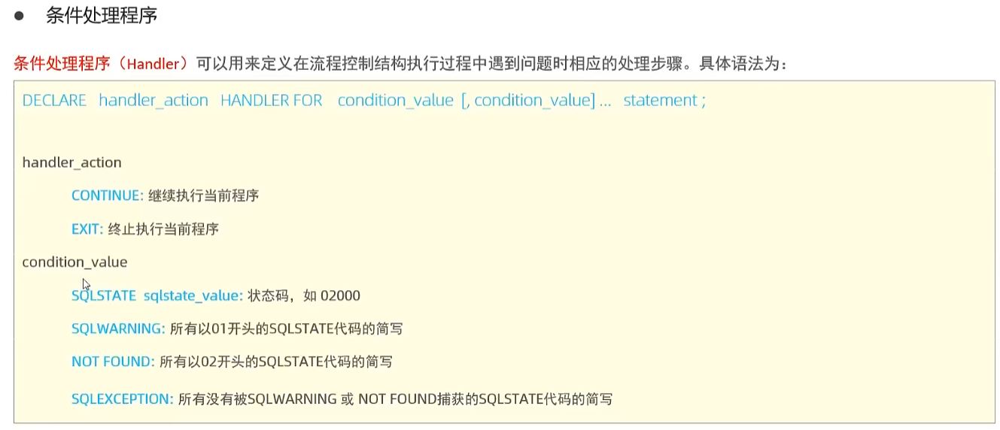 ● 条件处理程序
条件处理程序（Handler）可以用来定义在流程控制结构执行过程中遇到问题时相应的处理步骤。具体语法为：
DECLARE handler_action HANDLER FOR condition_value [, condition_value] ... statement ;
handler_action
CONTINUE: 继续执行当前程序
EXIT: 终止执行当前程序
condition_value
SQLSTATE sqlstate_value: 状态码，如 02000
SQLWARNING: 所有以01开头的SQLSTATE代码的简写
NOT FOUND: 所有以02开头的SQLSTATE代码的简写
SQLEXCEPTION: 所有没有被SQLWARNING 或 NOT FOUND捕获的SQLSTATE代码的简写